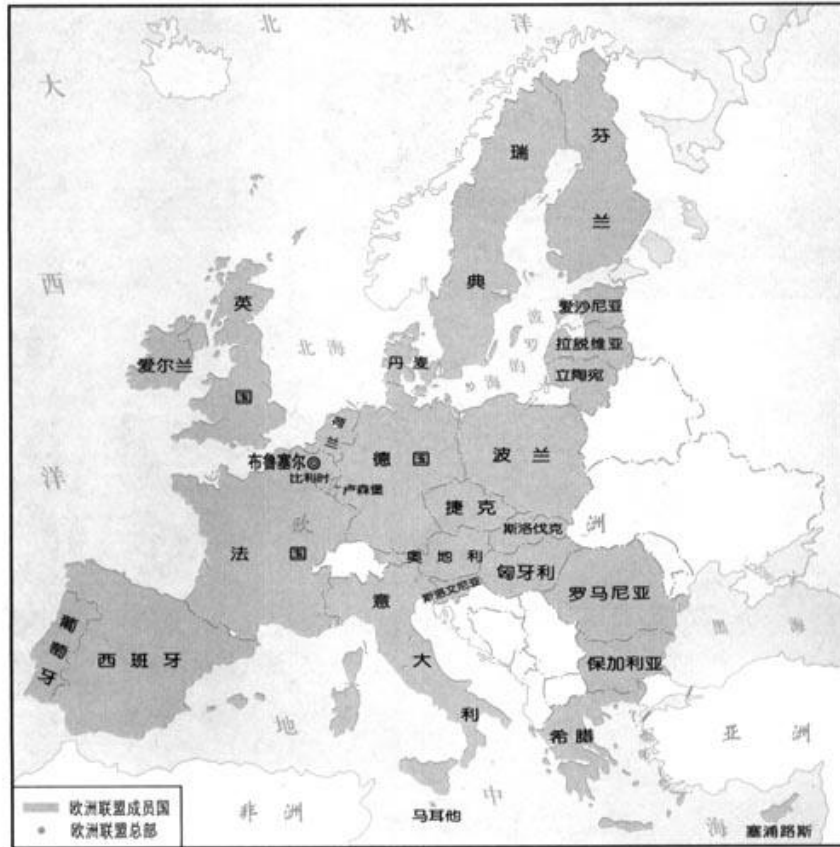 北冰洋
大西洋
瑞典
芬兰
爱沙尼亚
拉脱维亚
立陶宛
波罗的海
英国
爱尔兰
北海
丹麦
荷兰
布鲁塞尔
比利时
卢森堡
德国
波兰
捷克
斯洛伐克
欧洲
法国
奥地利
匈牙利
斯洛文尼亚
罗马尼亚
意大利
黑海
保加利亚
葡萄牙
西班牙
希腊
亚洲
地中海
非洲
马耳他
塞浦路斯
欧洲联盟成员国
欧洲联盟总部